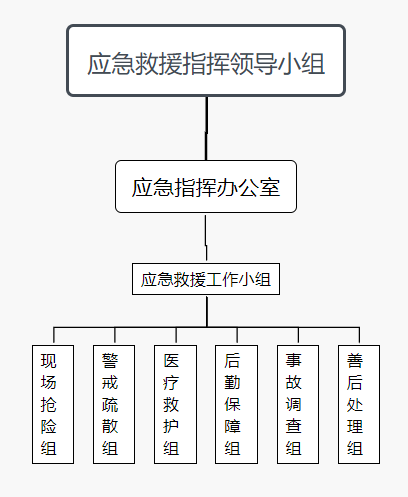 应急救援指挥领导小组
应急指挥办公室
应急救援工作小组
现场抢险组
警戒疏散组
医疗救护组
后勤保障组
事故调查组
善后处理组